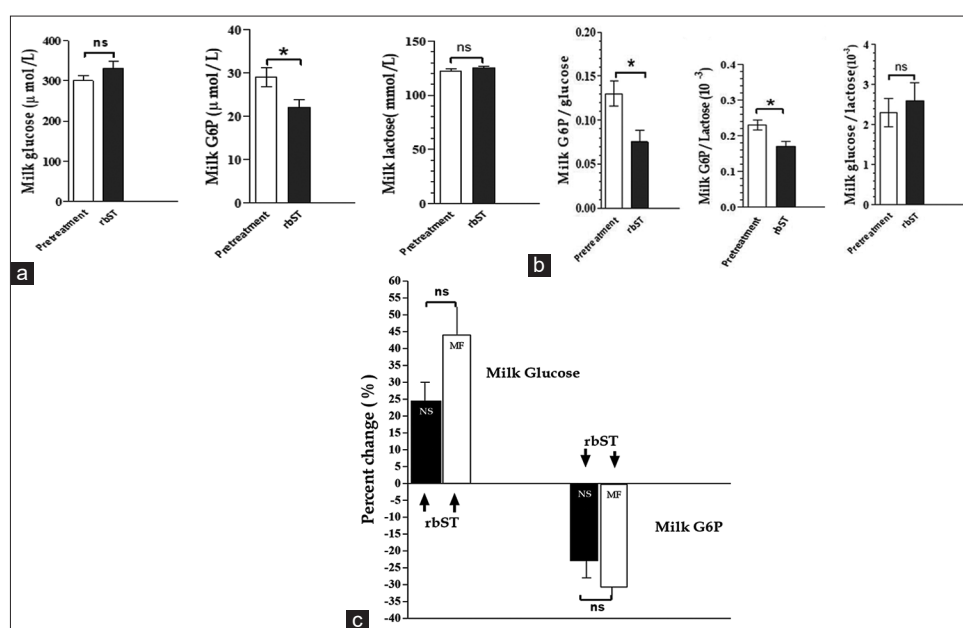 Milk glucose (μ mol/L)
400
300
200
100
0
ns
Pretreatment
rbST
Milk G6P (μ mol/L)
40
30
20
10
0
*
Pretreatment
rbST
Milk lactose( mmol/L)
150
125
100
75
50
25
0
ns
Pretreatment
rbST
a
Milk G6P / glucose
0.20
0.15
0.10
0.05
0.00
*
Pretreatment
rbST
Milk G6P/ Lactose (10 -3)
0.4
0.3
0.2
0.1
0.0
*
Pretreatment
rbST
Milk glucose / lactose(10-3)
4
3
2
1
0
ns
Pretreatment
rbST
b
Percent change ( % )
60
55
50
45
40
35
30
25
20
15
10
5
0
-5
-10
-15
-20
-25
-30
-35
-40
ns
MF
NS
Milk Glucose
rbST
rbST
NS
MF
Milk G6P
ns
c